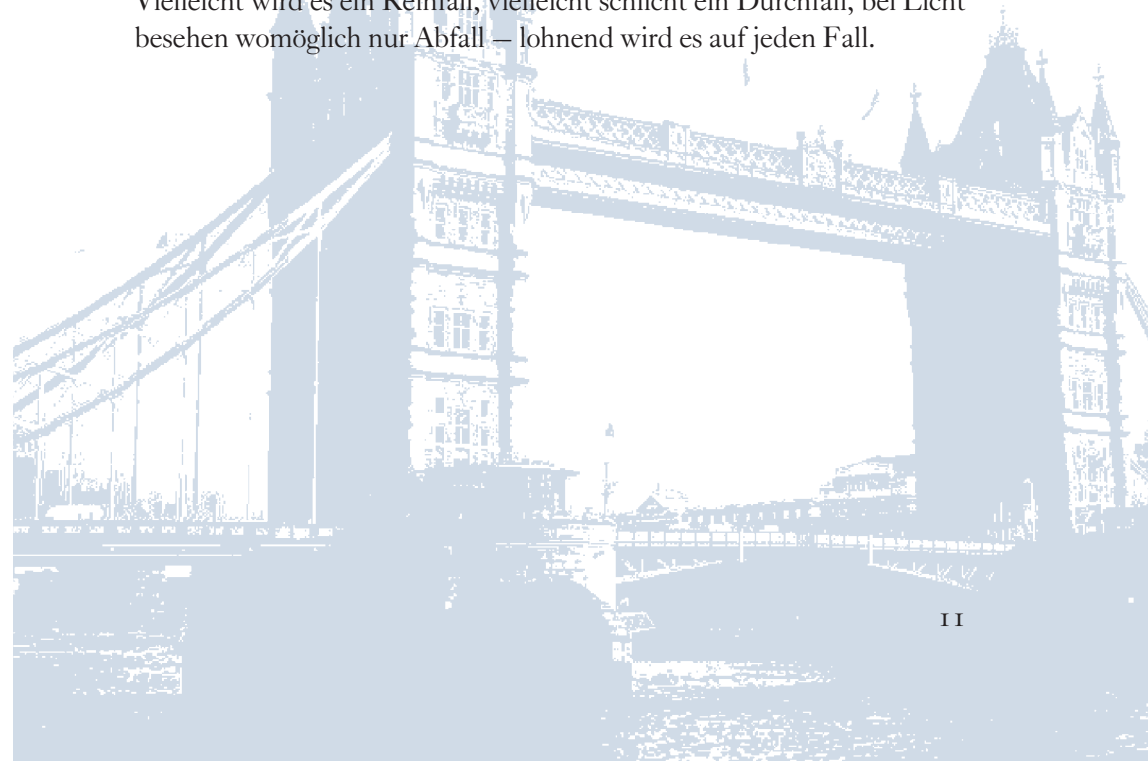 Vielleicht wird es ein Reinfall, vielleicht schlicht ein Durchfall, bei Licht
besehen womöglich nur Abfall – lohnend wird es auf jeden Fall.
11